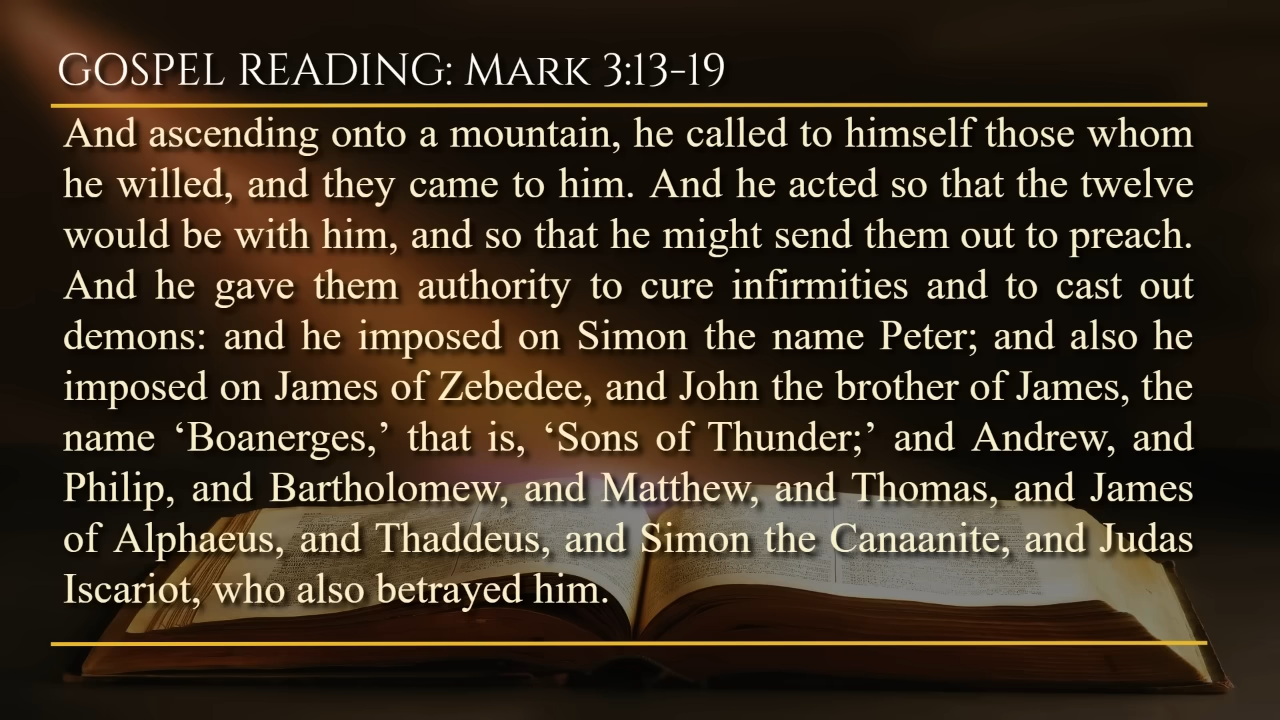 GOSPEL READING: MARK 3:13-19
And ascending onto a mountain, he called to himself those whom
he willed, and they came to him. And he acted so that the twelve
would be with him, and so that he might send them out to preach.
And he gave them authority to cure infirmities and to cast out
demons: and he imposed on Simon the name Peter; and also he
imposed on James of Zebedee, and John the brother of James, the
name ‘Boanerges,’ that is, ‘Sons of Thunder;’ and Andrew, and
Philip, and Bartholomew, and Matthew, and Thomas, and James
of Alphaeus, and Thaddeus, and Simon the Canaanite, and Judas
Iscariot, who also betrayed him.